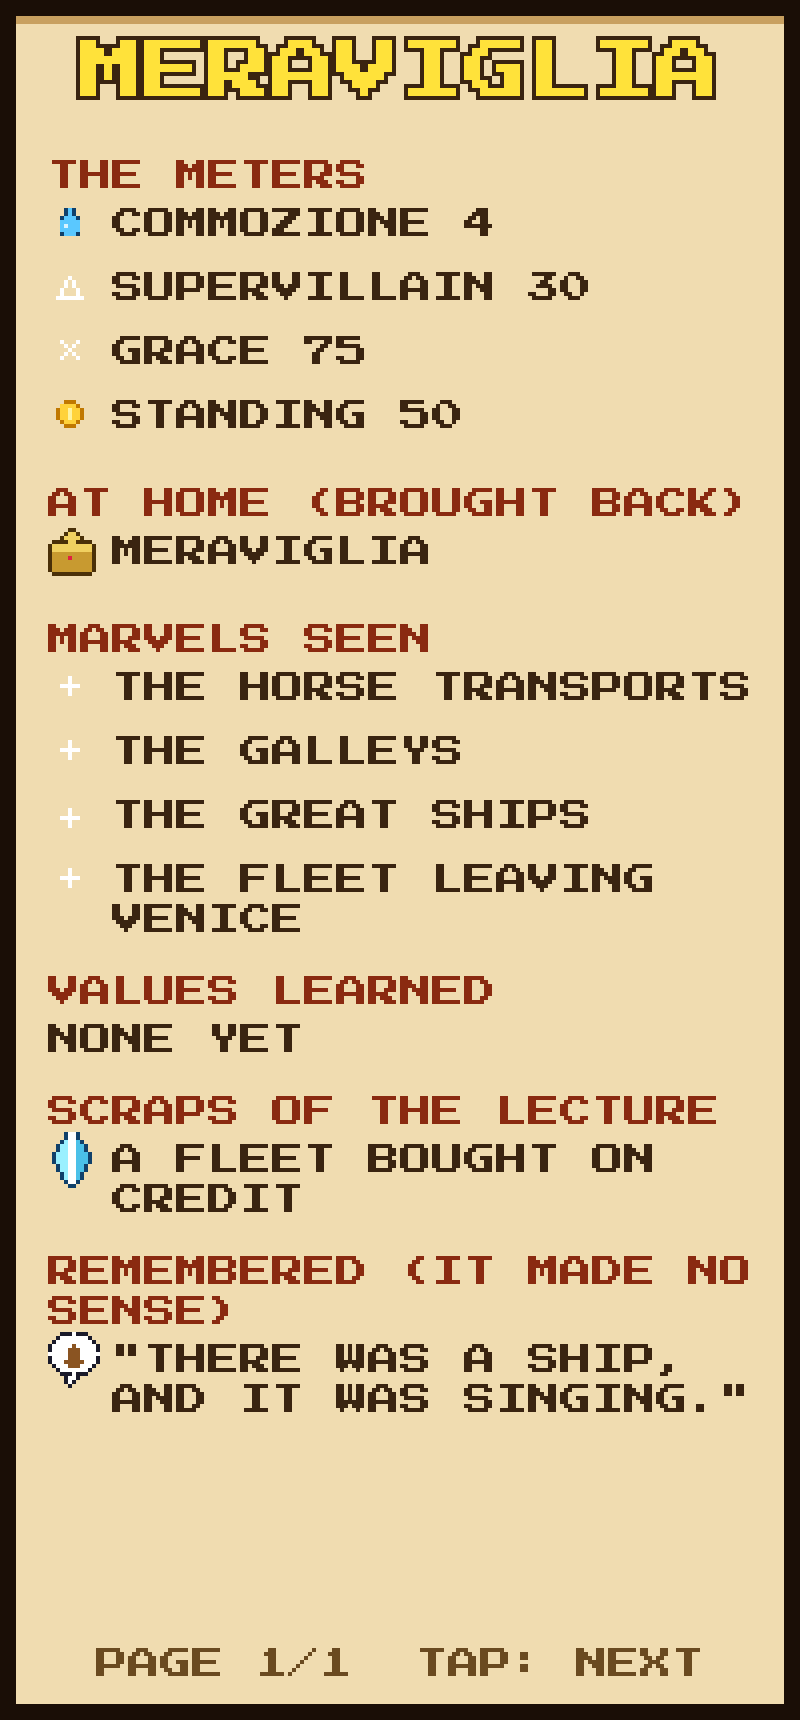 MERAVIGLIA
THE METERS
COMMOZIONE 4
SUPERVILLAIN 30
GRACE 75
STANDING 50
AT HOME (BROUGHT BACK)
MERAVIGLIA
MARVELS SEEN
+ THE HORSE TRANSPORTS
+ THE GALLEYS
+ THE GREAT SHIPS
+ THE FLEET LEAVING
VENICE
VALUES LEARNED
NONE YET
SCRAPS OF THE LECTURE
A FLEET BOUGHT ON
CREDIT
REMEMBERED (IT MADE NO
SENSE)
"THERE WAS A SHIP,
AND IT WAS SINGING."
PAGE 1/1 TAP: NEXT